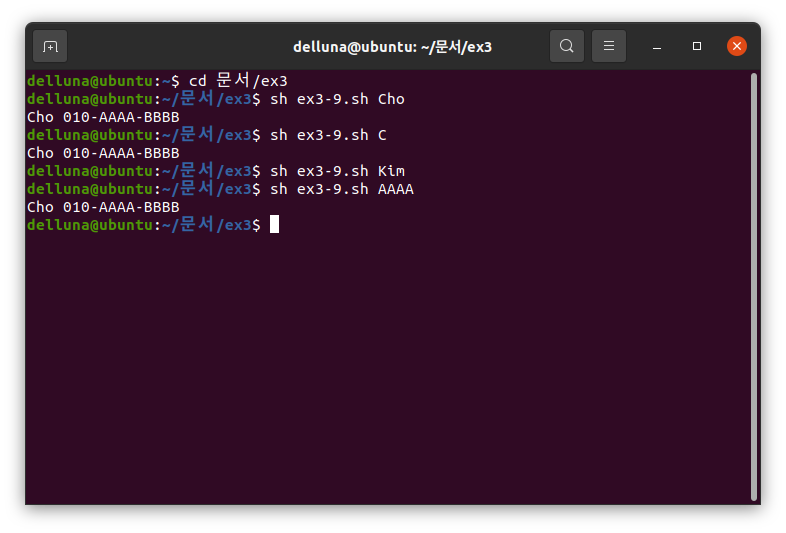 delluna@ubuntu: ~/문서/ex3
delluna@ubuntu:~$ cd 문서/ex3
delluna@ubuntu:~/문서/ex3$ sh ex3-9.sh Cho
Cho 010-AAAA-BBBB
delluna@ubuntu:~/문서/ex3$ sh ex3-9.sh C
Cho 010-AAAA-BBBB
delluna@ubuntu:~/문서/ex3$ sh ex3-9.sh Kim
delluna@ubuntu:~/문서/ex3$ sh ex3-9.sh AAAA
Cho 010-AAAA-BBBB
delluna@ubuntu:~/문서/ex3$